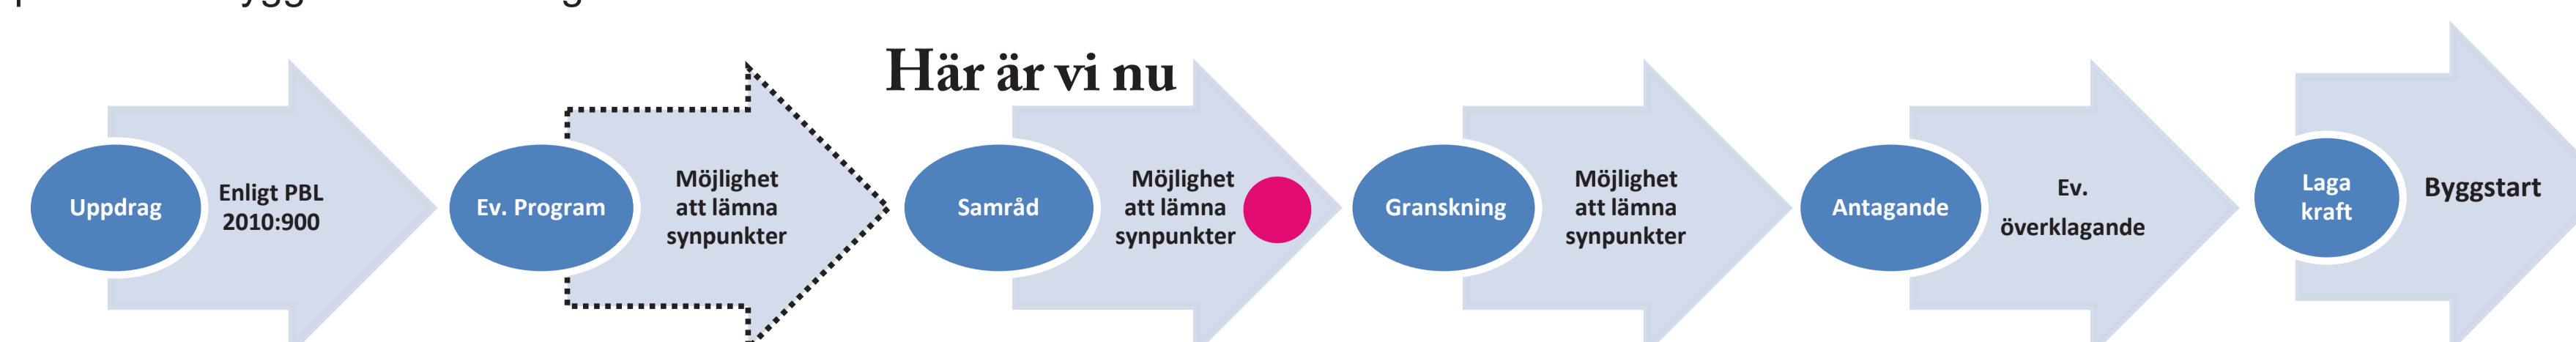 Här är vi nu
Uppdrag
Enligt PBL
2010:900
Ev. Program
Möjlighet
att lämna
synpunkter
Samråd
Möjlighet
att lämna
synpunkter
Granskning
Möjlighet
att lämna
synpunkter
Antagande
Ev.
överklagande
Laga
kraft
Byggstart